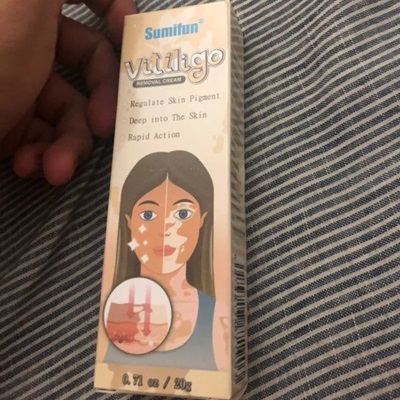 Sumifun®
Vitiligo
REMOVAL CREAM
Regulate Skin Pigment
Deep into The Skin
Rapid Action
0.71 oz / 20g